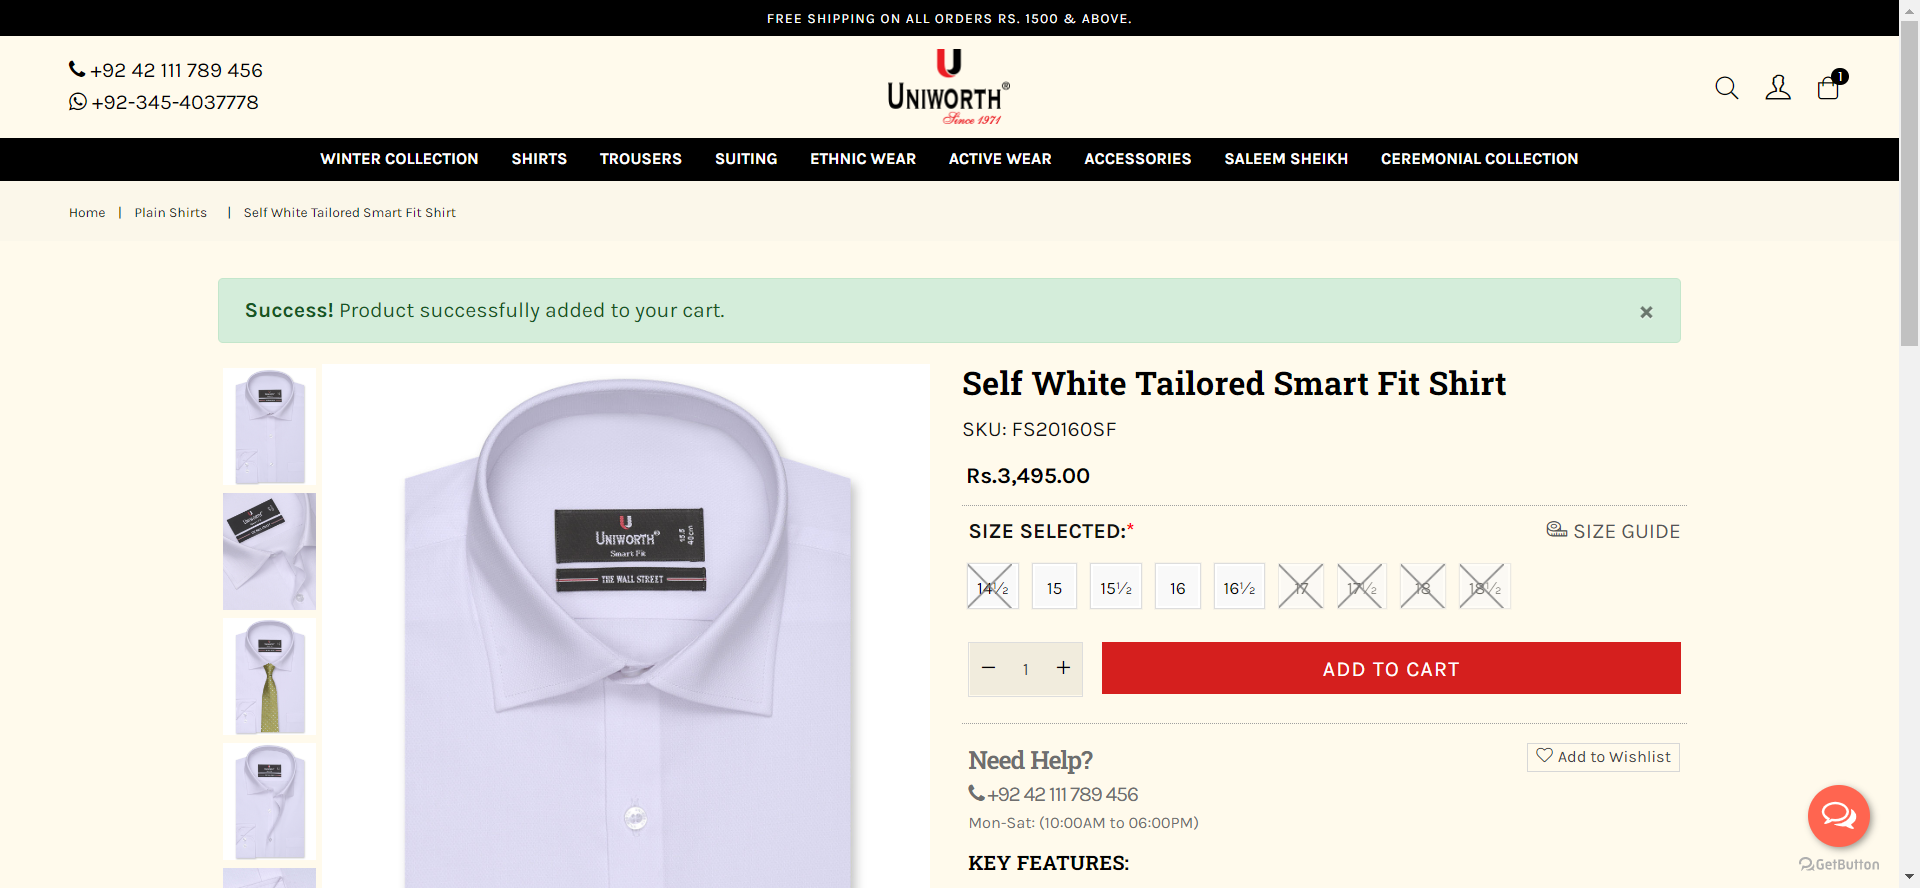 FREE SHIPPING ON ALL ORDERS RS. 1500 & ABOVE.
+92 42 111 789 456
+92-345-4037778
UNIWORTH®
Since 1971
1
WINTER COLLECTION SHIRTS TROUSERS SUITING ETHNIC WEAR ACTIVE WEAR ACCESSORIES SALEEM SHEIKH CEREMONIAL COLLECTION
Home | Plain Shirts | Self White Tailored Smart Fit Shirt
Success! Product successfully added to your cart.
×
UNIWORTH®
Smart Fit
15.5
40cm
THE WALL STREET
Self White Tailored Smart Fit Shirt
SKU: FS20160SF
Rs.3,495.00
SIZE SELECTED:*
SIZE GUIDE
14½ 15 15½ 16 16½ 17 17½ 18 18½
− 1 +
ADD TO CART
Need Help?
Add to Wishlist
+92 42 111 789 456
Mon-Sat: (10:00AM to 06:00PM)
KEY FEATURES:
GetButton